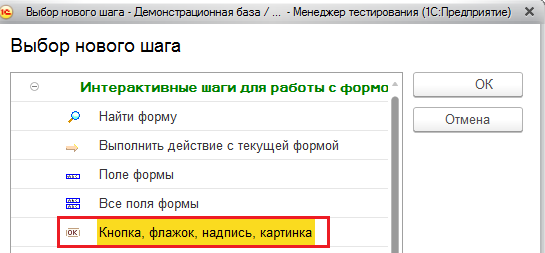 Выбор нового шага - Демонстрационная база / ... - Менеджер тестирования (1С:Предприятие)
Выбор нового шага
Интерактивные шаги для работы с формо
ОК
Найти форму
Отмена
Выполнить действие с текущей формой
Поле формы
Все поля формы
OK Кнопка, флажок, надпись, картинка